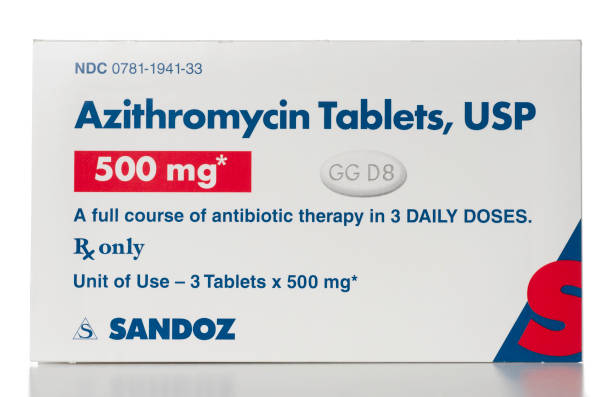 NDC 0781-1941-33
Azithromycin Tablets, USP
500 mg*
GG D8
A full course of antibiotic therapy in 3 DAILY DOSES.
Rx only
Unit of Use – 3 Tablets x 500 mg*
S SANDOZ
S